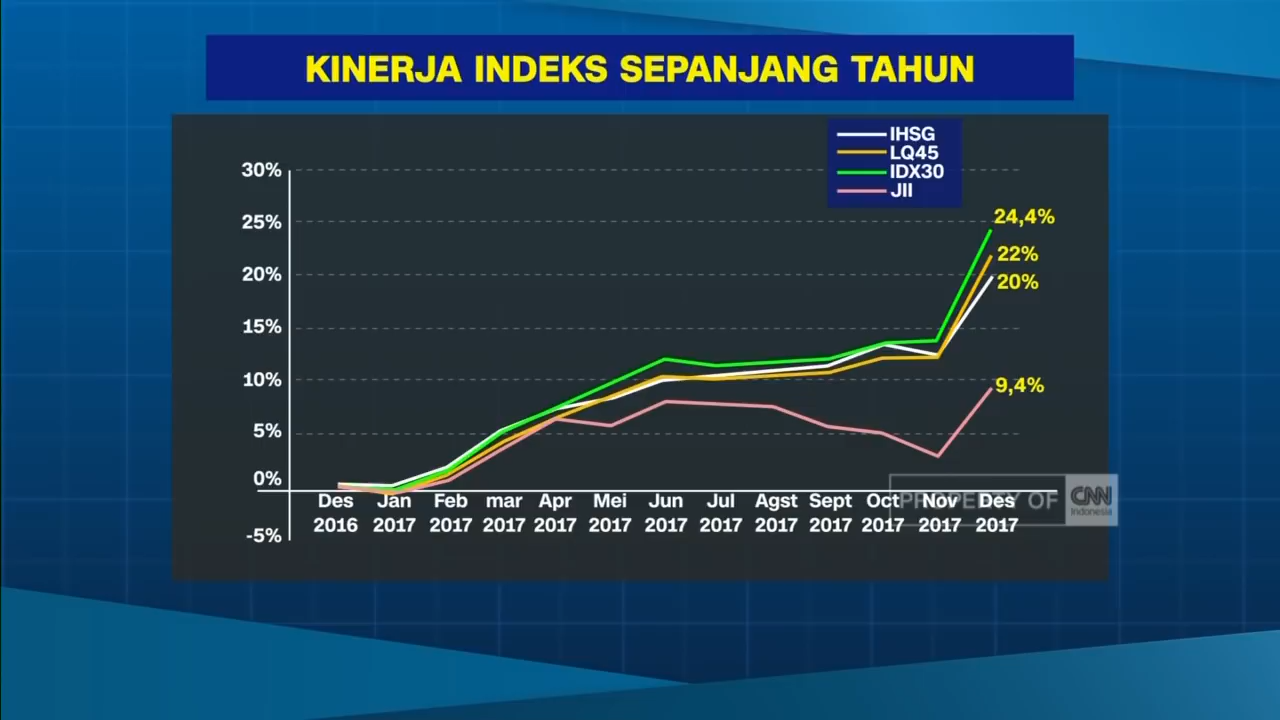 KINERJA INDEKS SEPANJANG TAHUN
IHSG
LQ45
IDX30
JII
30%
25%
20%
15%
10%
5%
0%
-5%
24,4%
22%
20%
9,4%
Des Jan Feb mar Apr Mei Jun Jul Agst Sept Oct Nov Des
2016 2017 2017 2017 2017 2017 2017 2017 2017 2017 2017 2017 2017
PROPERTY OF CNN Indonesia